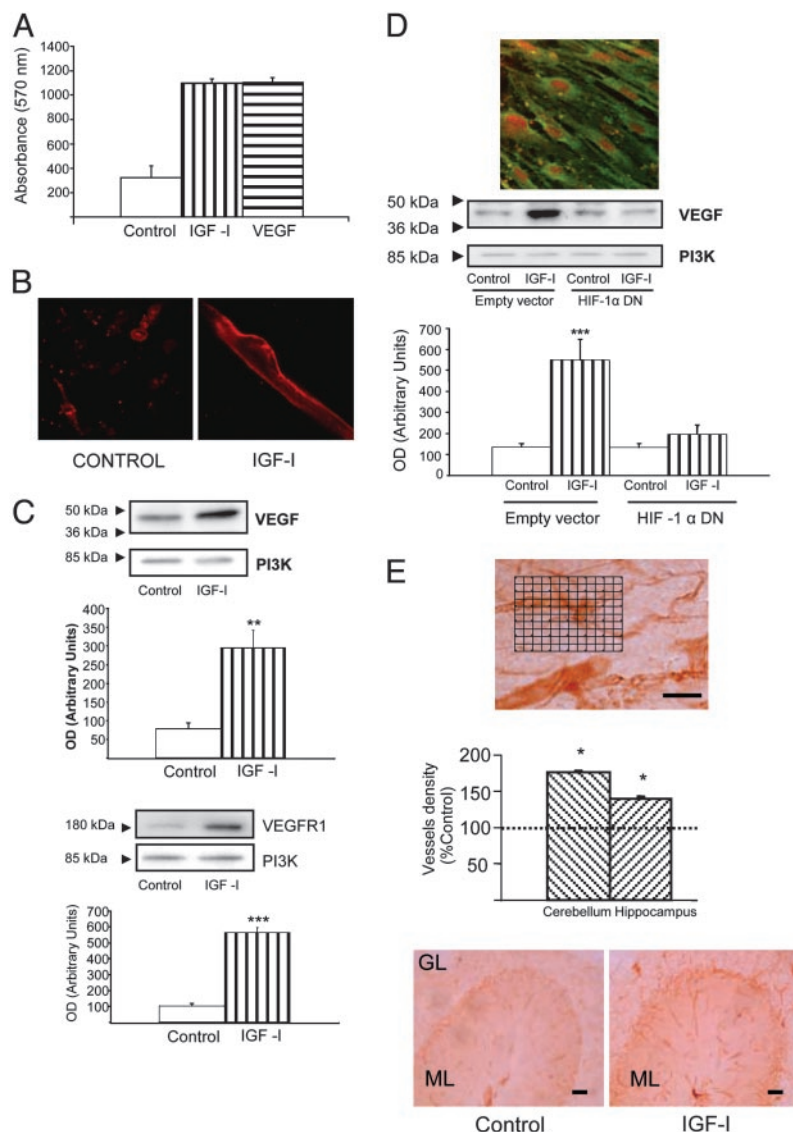 A
Absorbance (570 nm)
1400
1200
1000
800
600
400
200
Control IGF -I VEGF
B
CONTROL IGF-I
C
50 kDa
36 kDa
VEGF
85 kDa
PI3K
Control IGF-I
OD (Arbitrary Units)
400
350
300
250
200
150
100
50
**
Control IGF -I
180 kDa
VEGFR1
85 kDa
PI3K
Control IGF -I
OD (Arbitrary Units)
700
600
500
400
300
200
100
***
Control IGF -I
D
50 kDa
36 kDa
VEGF
85 kDa
PI3K
Control IGF-I Control IGF-I
Empty vector HIF-1α DN
OD (Arbitrary Units)
700
600
500
400
300
200
100
0
***
Control IGF-I Control IGF -I
Empty vector HIF -1 α DN
E
Vessels density
(%Control)
200
150
100
50
* *
Cerebellum Hippocampus
GL
ML ML
Control IGF-I